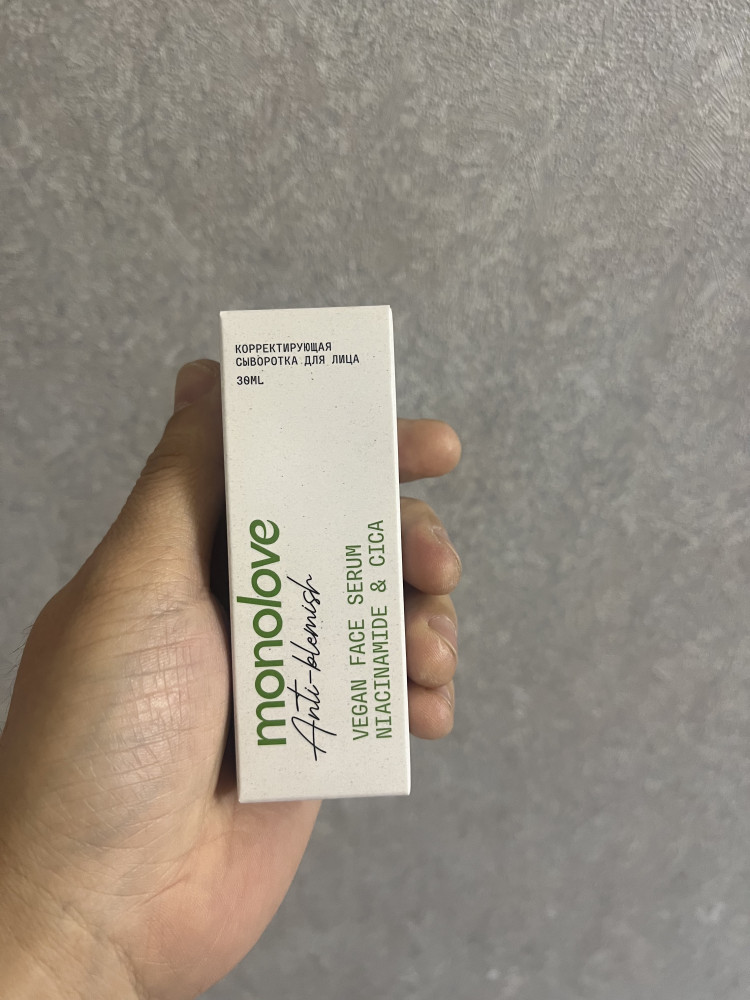 КОРРЕКТИРУЮЩАЯ
СЫВОРОТКА ДЛЯ ЛИЦА
30ML
monolove
Anti-blemish
VEGAN FACE SERUM
NIACINAMIDE & CICA